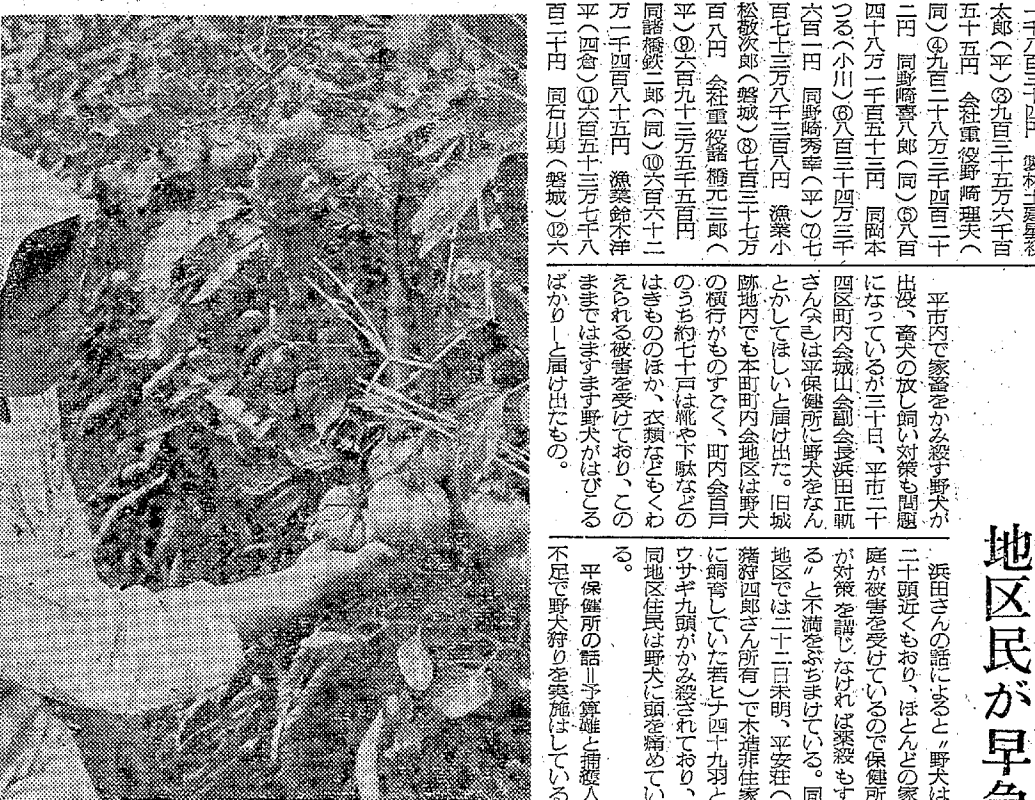 地区民が早急
太郎（平）③九百三十五万六千百
五十五円　会社重役野崎理夫（
同）④九百二十八万三千四百二十
二円　同野崎喜八郎（同）⑤八百
四十八万一千百五十三円　同岡本
つる（小川）⑥八百三十四万三千
六百一円　同野崎秀幸（平）⑦七
百七十三万八千三百八円　漁業小
松敬次郎（磐城）⑧七百三十七万
百八円　会社重役諸橋元三郎（
平）⑨六百九十三万五千五百円
同諸橋鉄二郎（同）⑩六百六十二
万一千四百八十五円　漁業鈴木洋
平（四倉）⑪六百五十三万七千八
百二十円　同石川勇（磐城）⑫六
平市内で家畜をかみ殺す野犬が
出没、畜犬の放し飼い対策も問題
になっているが三十日、平市二十
四区町内会城山会副会長浜田正軌
さんは平保健所に野犬をなん
とかしてほしいと届け出た。旧城
跡地内でも本町町内会地区は野犬
の横行がものすごく、町内会百戸
のうち約七十戸は靴や下駄などの
はきもののほか、衣類などもくわ
えられる被害を受けており、この
ままではますます野犬がはびこる
ばかり―と届け出たもの。
浜田さんの話によると〃野犬は
二十頭近くもおり、ほとんどの家
庭が被害を受けているので保健所
が対策を講じなければ薬殺もす
る〃と不満をぶちまけている。同
地区では二十二日未明、平安荘（
猪狩四郎さん所有）で木造非住家
に飼育していた若ヒナ四十九羽と
ウサギ九頭がかみ殺されており、
同地区住民は野犬に頭を痛めてい
る。
平保健所の話＝予算難と捕獲人
不足で野犬狩りを実施はしている